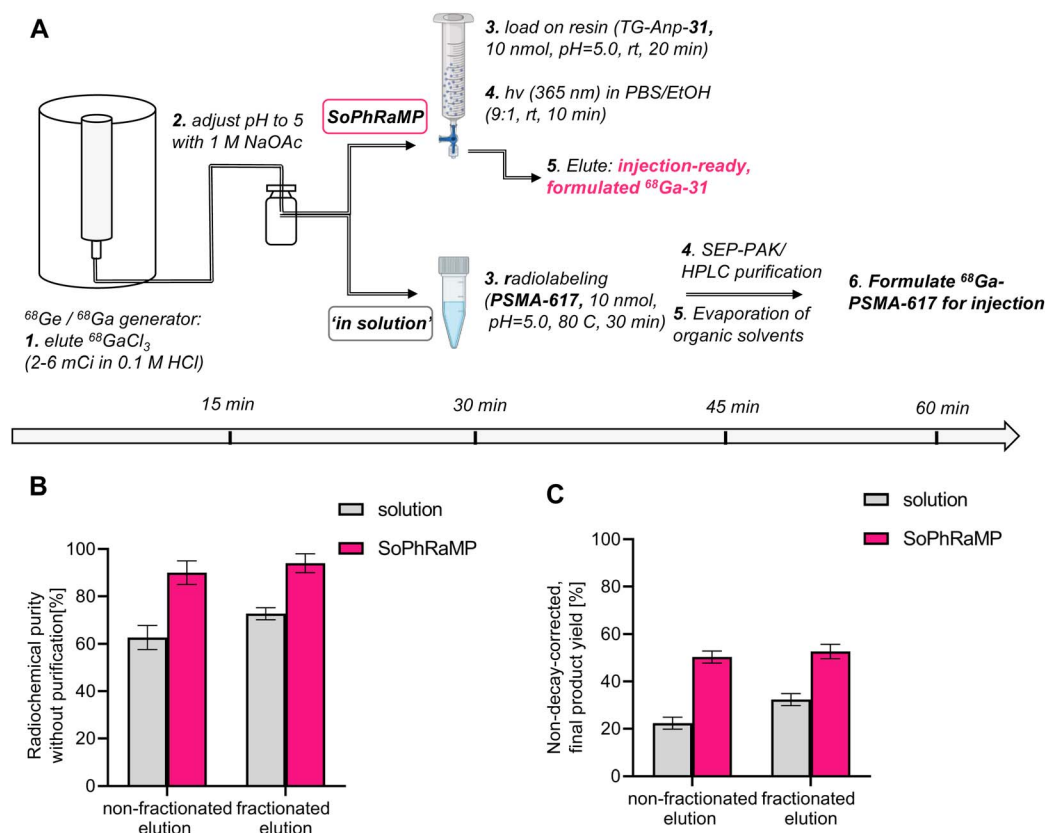 A
3. load on resin (TG-Anp-31,
10 nmol, pH=5.0, rt, 20 min)
4. hv (365 nm) in PBS/EtOH
(9:1, rt, 10 min)
2. adjust pH to 5
with 1 M NaOAc
SoPhRaMP
5. Elute: injection-ready,
formulated ⁶⁸Ga-31
⁶⁸Ge / ⁶⁸Ga generator:
1. elute ⁶⁸GaCl₃
(2-6 mCi in 0.1 M HCl)
'in solution'
3. radiolabeling
(PSMA-617, 10 nmol,
pH=5.0, 80 C, 30 min)
4. SEP-PAK/
HPLC purification
5. Evaporation of
organic solvents
6. Formulate ⁶⁸Ga-
PSMA-617 for injection
15 min
30 min
45 min
60 min
B
solution
SoPhRaMP
Radiochemical purity
without purification[%]
100
80
60
40
20
0
non-fractionated
elution
fractionated
elution
C
solution
SoPhRaMP
Non-decay-corrected,
final product yield [%]
100
80
60
40
20
0
non-fractionated
elution
fractionated
elution